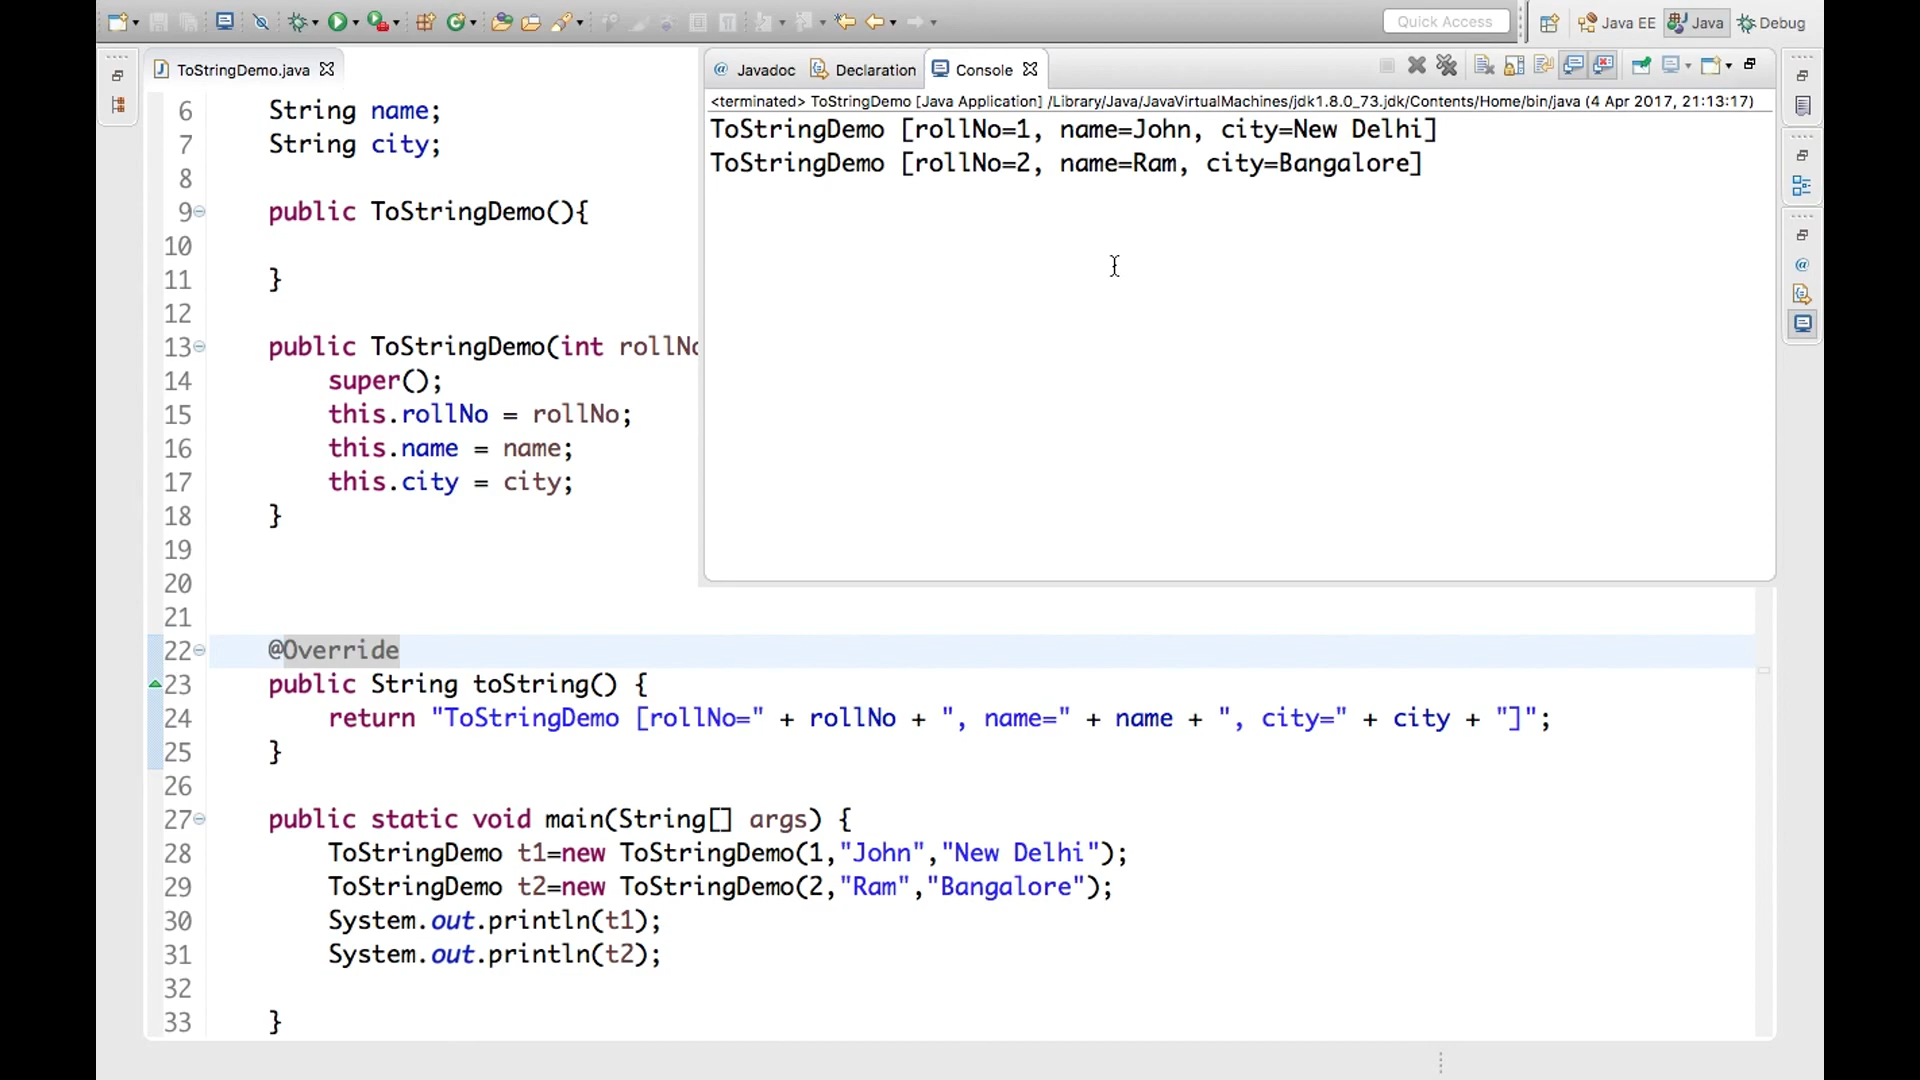 Quick Access
Java EE
Java
Debug
ToStringDemo.java
Javadoc
Declaration
Console
<terminated> ToStringDemo [Java Application] /Library/Java/JavaVirtualMachines/jdk1.8.0_73.jdk/Contents/Home/bin/java (4 Apr 2017, 21:13:17)
ToStringDemo [rollNo=1, name=John, city=New Delhi]
ToStringDemo [rollNo=2, name=Ram, city=Bangalore]
6 String name;
7 String city;
8
9 public ToStringDemo(){
10
11 }
12
13 public ToStringDemo(int rollNo
14 super();
15 this.rollNo = rollNo;
16 this.name = name;
17 this.city = city;
18 }
19
20
21
22 @Override
23 public String toString() {
24 return "ToStringDemo [rollNo=" + rollNo + ", name=" + name + ", city=" + city + "]";
25 }
26
27 public static void main(String[] args) {
28 ToStringDemo t1=new ToStringDemo(1,"John","New Delhi");
29 ToStringDemo t2=new ToStringDemo(2,"Ram","Bangalore");
30 System.out.println(t1);
31 System.out.println(t2);
32
33 }